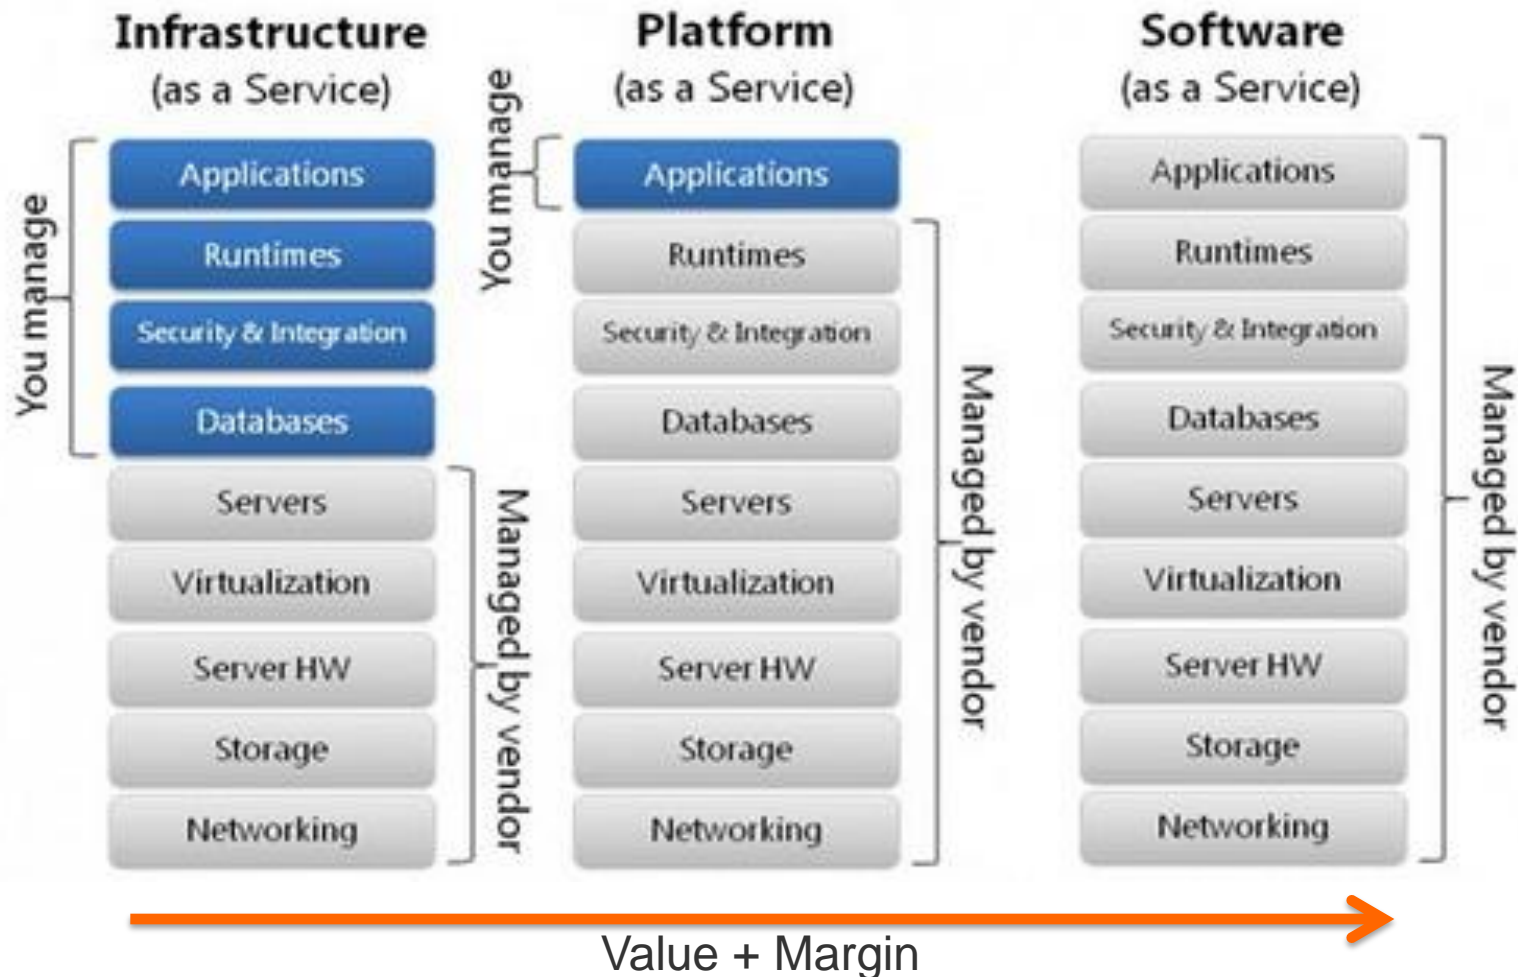 Infrastructure
(as a Service)
You manage
Applications
Runtimes
Security & Integration
Databases
Servers
Virtualization
Server HW
Storage
Networking
Managed by vendor
Platform
(as a Service)
You manage
Applications
Runtimes
Security & Integration
Databases
Servers
Virtualization
Server HW
Storage
Networking
Managed by vendor
Software
(as a Service)
Applications
Runtimes
Security & Integration
Databases
Servers
Virtualization
Server HW
Storage
Networking
Managed by vendor
Value + Margin